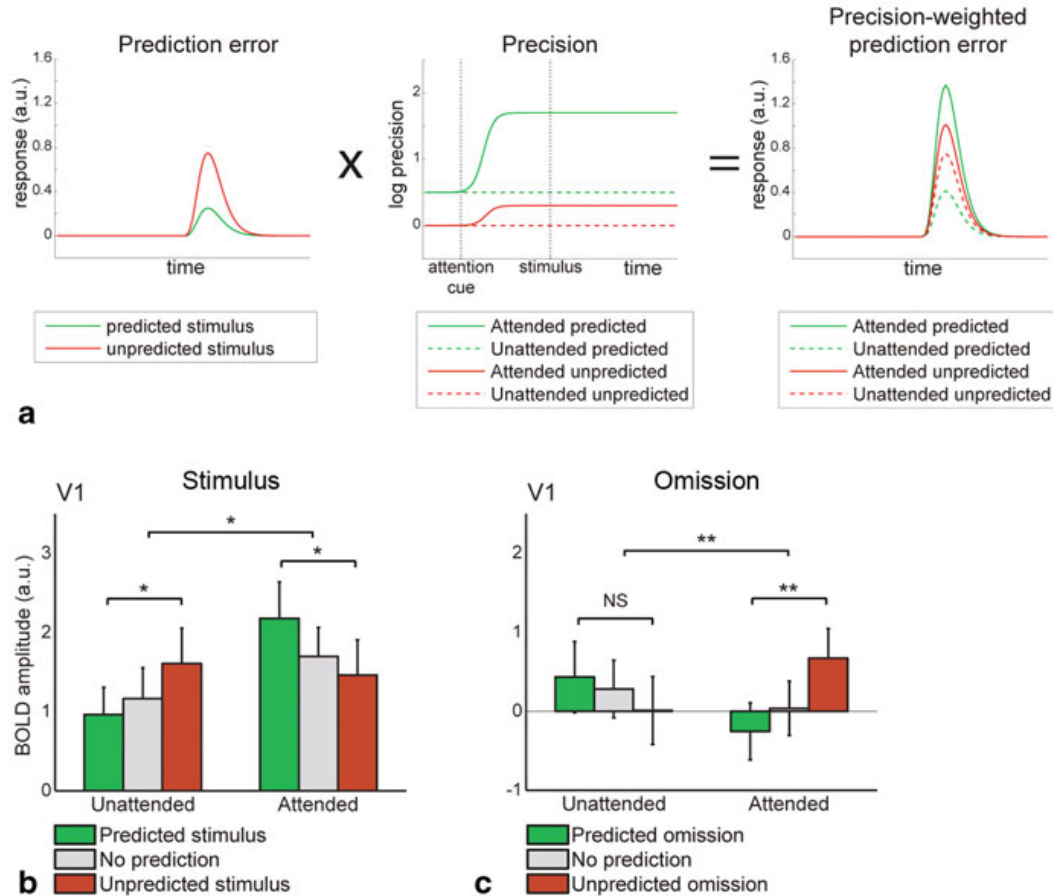 a
Prediction error
response (a.u.)
1.6
1.2
0.8
0.4
0
time
predicted stimulus
unpredicted stimulus
X
Precision
log precision
2
1
0
attention
cue
stimulus
time
Attended predicted
Unattended predicted
Attended unpredicted
Unattended unpredicted
=
Precision-weighted
prediction error
response (a.u.)
1.6
1.2
0.8
0.4
0
time
Attended predicted
Unattended predicted
Attended unpredicted
Unattended unpredicted
b
V1
Stimulus
BOLD amplitude (a.u.)
3
2
1
0
*
*
*
Unattended
Attended
Predicted stimulus
No prediction
Unpredicted stimulus
c
V1
Omission
2
1
0
-1
**
NS
**
Unattended
Attended
Predicted omission
No prediction
Unpredicted omission